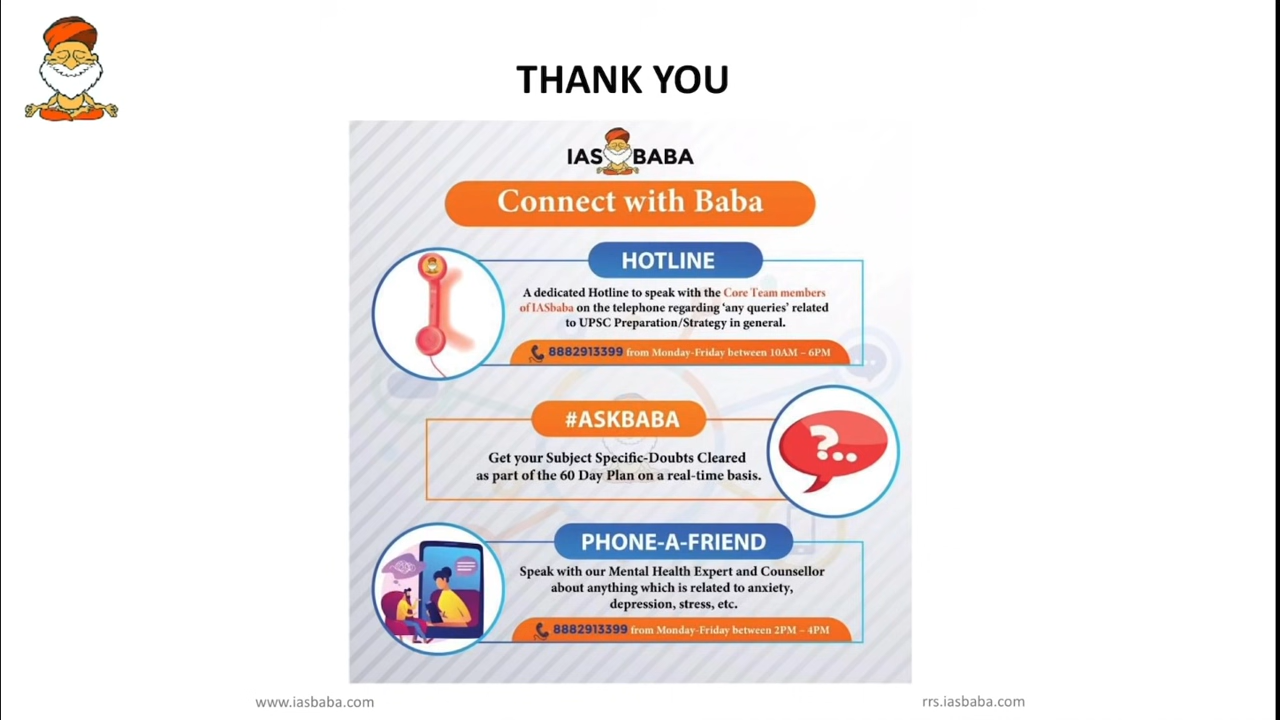 THANK YOU
IAS BABA
Connect with Baba
HOTLINE
A dedicated Hotline to speak with the Core Team members
of IASbaba on the telephone regarding ‘any queries’ related
to UPSC Preparation/Strategy in general.
8882913399 from Monday-Friday between 10AM – 6PM
#ASKBABA
Get your Subject Specific-Doubts Cleared
as part of the 60 Day Plan on a real-time basis.
?..
PHONE-A-FRIEND
Speak with our Mental Health Expert and Counsellor
about anything which is related to anxiety,
depression, stress, etc.
8882913399 from Monday-Friday between 2PM – 4PM
www.iasbaba.com
rrs.iasbaba.com